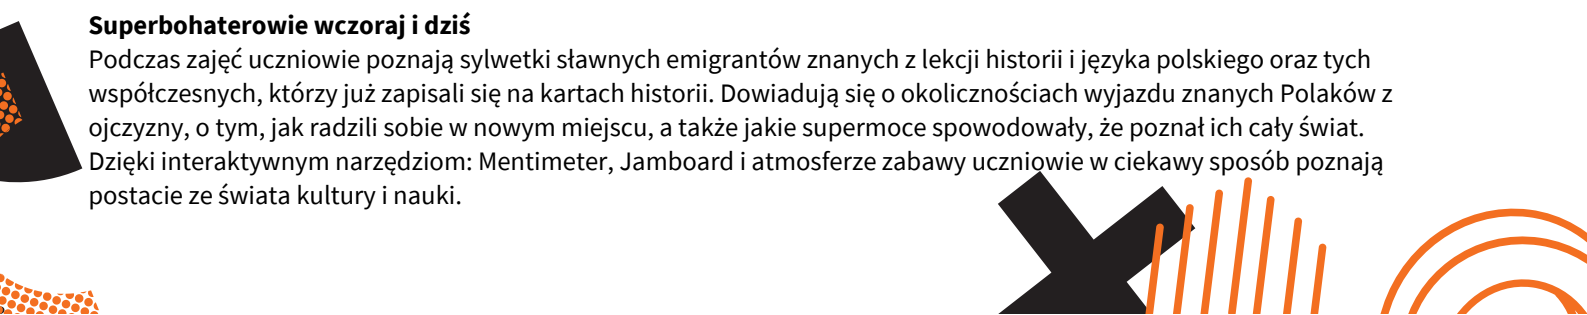 Superbohaterowie wczoraj i dziś
Podczas zajęć uczniowie poznają sylwetki sławnych emigrantów znanych z lekcji historii i języka polskiego oraz tych
współczesnych, którzy już zapisali się na kartach historii. Dowiadują się o okolicznościach wyjazdu znanych Polaków z
ojczyzny, o tym, jak radzili sobie w nowym miejscu, a także jakie supermoce spowodowały, że poznał ich cały świat.
Dzięki interaktywnym narzędziom: Mentimeter, Jamboard i atmosferze zabawy uczniowie w ciekawy sposób poznają
postacie ze świata kultury i nauki.